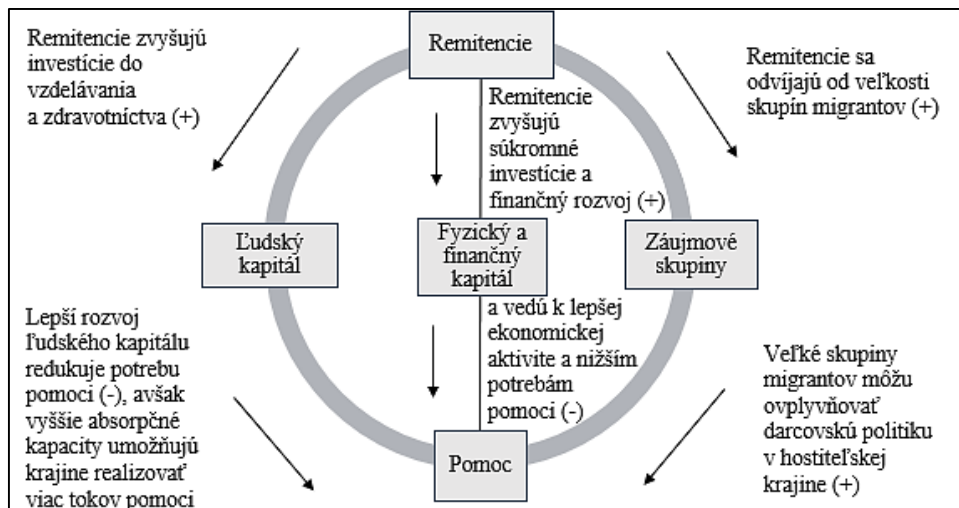 Remitencie
Remitencie zvyšujú
investície do
vzdelávania
a zdravotníctva (+)
Remitencie
zvyšujú
súkromné
investície a
finančný rozvoj (+)
Remitencie sa
odvíjajú od veľkosti
skupín migrantov (+)
Ľudský
kapitál
Fyzický a
finančný
kapitál
Záujmové
skupiny
Lepší rozvoj
ľudského kapitálu
redukuje potrebu
pomoci (-), avšak
vyššie absorpčné
kapacity umožňujú
krajine realizovať
viac tokov pomoci
a vedú k lepšej
ekonomickej
aktivite a nižším
potrebám
pomoci (-)
Veľké skupiny
migrantov môžu
ovplyvňovať
darcovskú politiku
v hostiteľskej
krajine (+)
Pomoc